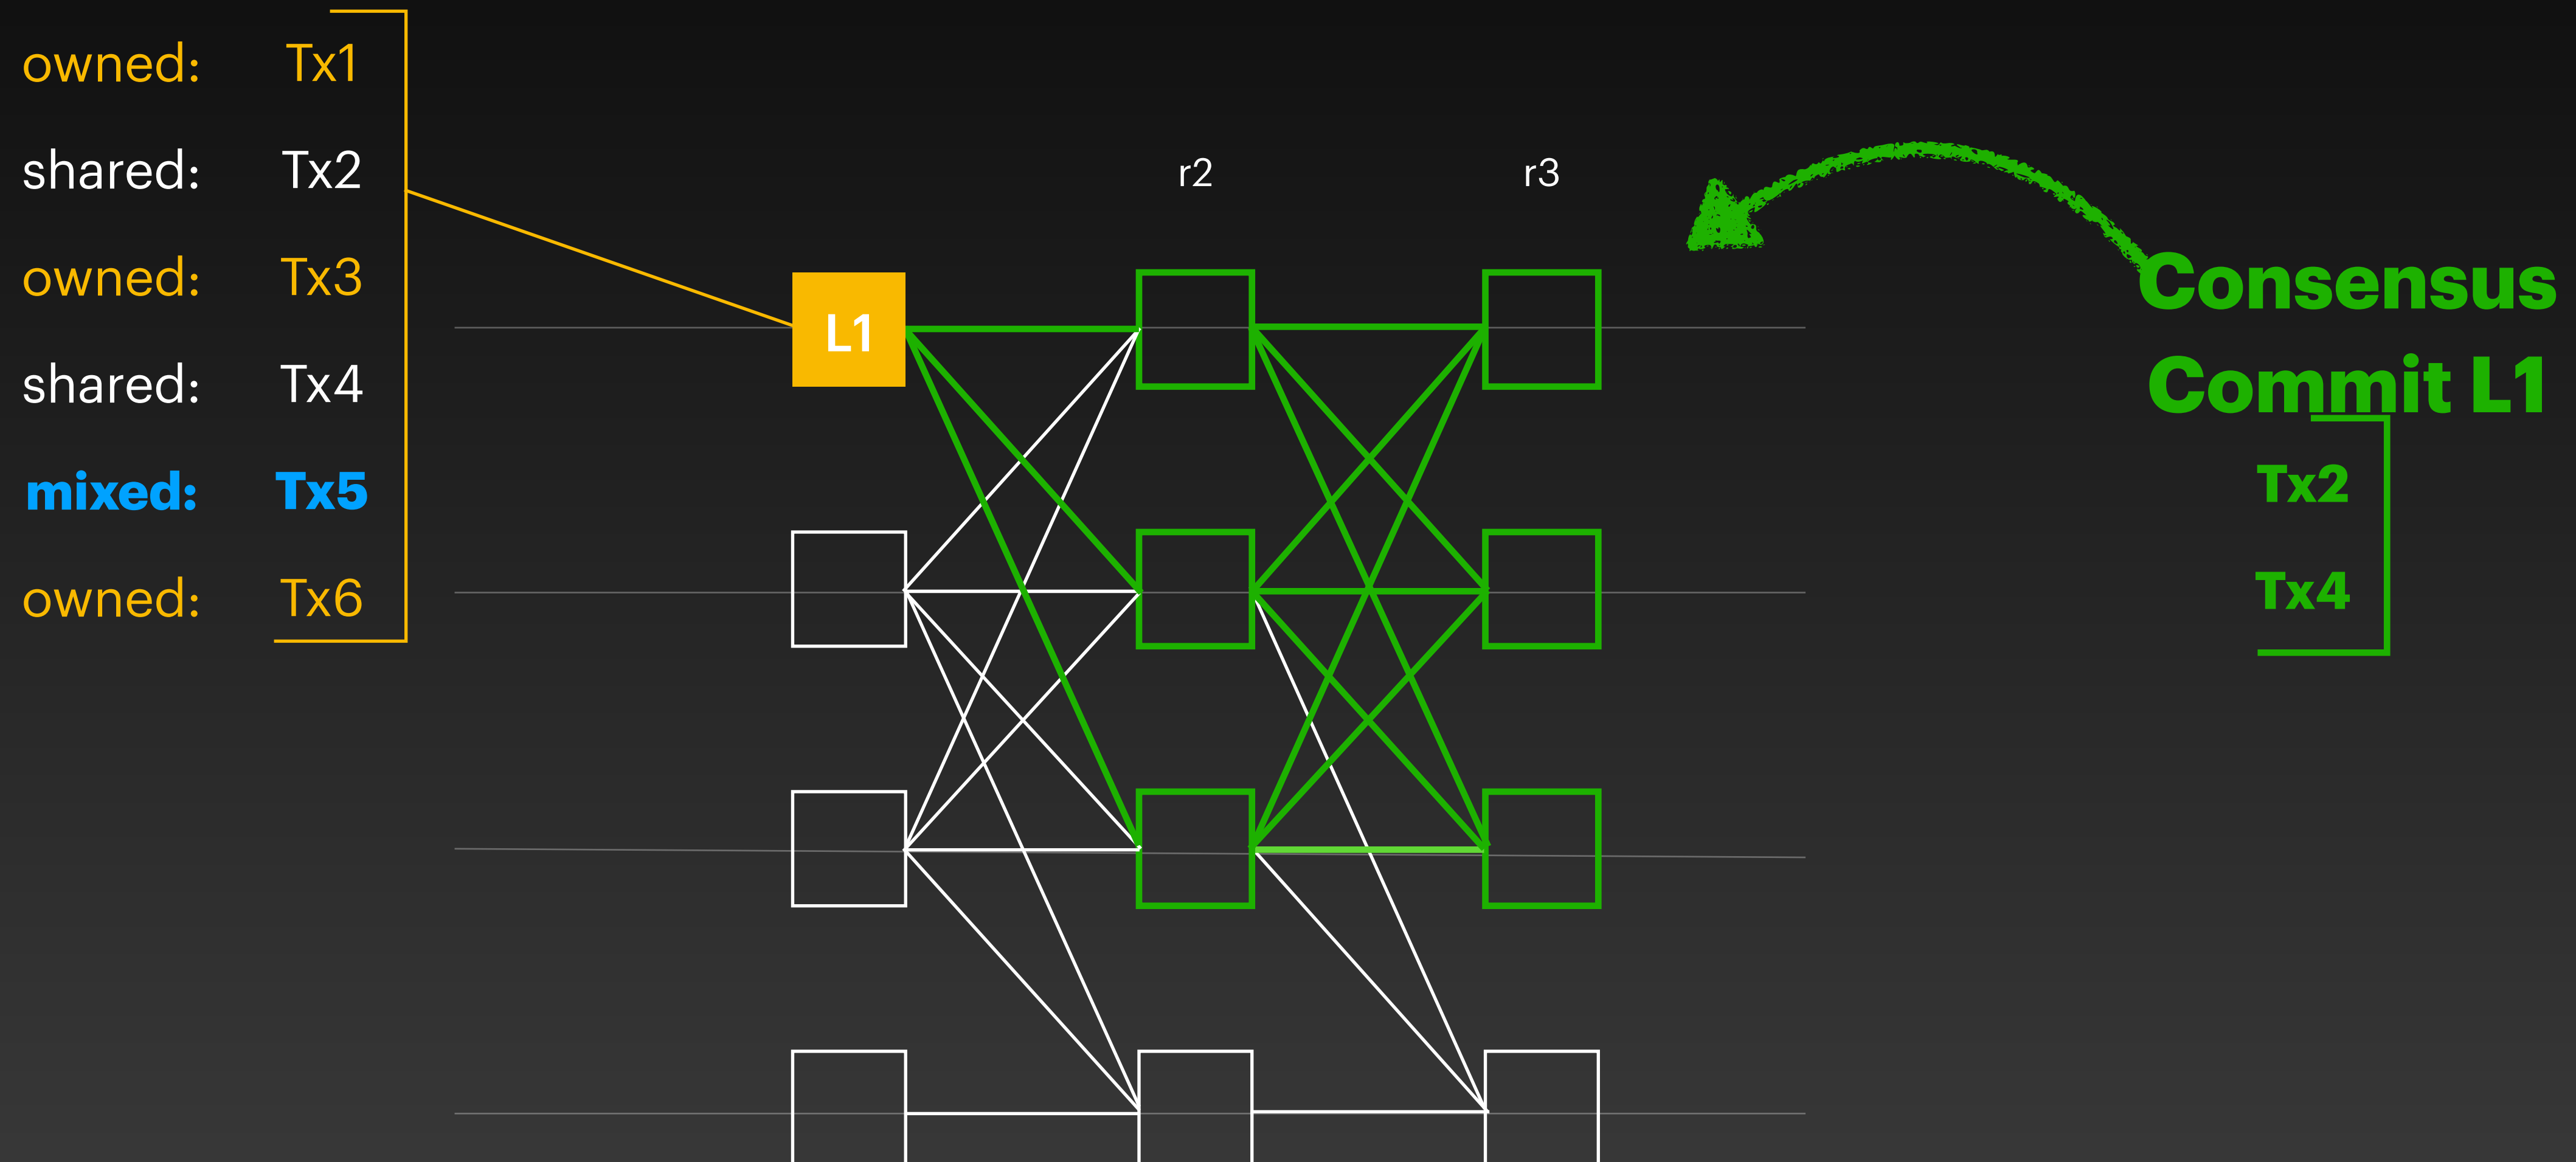 owned: Tx1
shared: Tx2
owned: Tx3
shared: Tx4
mixed: Tx5
owned: Tx6
r2
r3
L1
Consensus
Commit L1
Tx2
Tx4